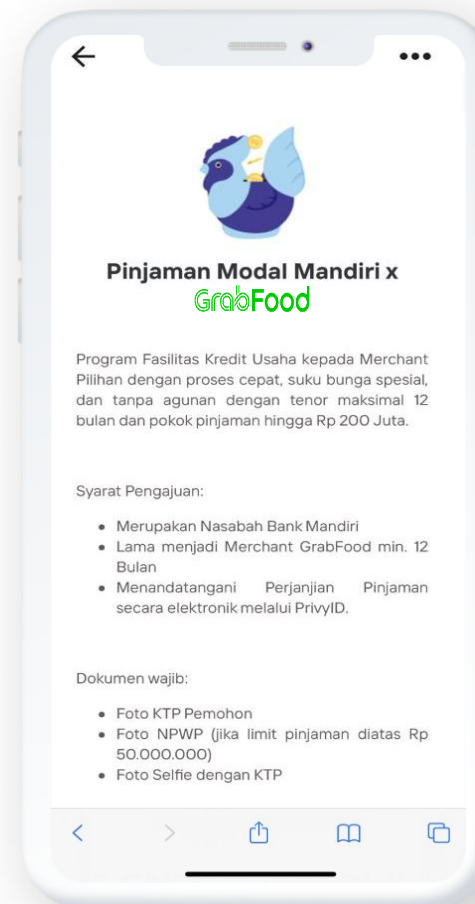 Pinjaman Modal Mandiri x
GrabFood
Program Fasilitas Kredit Usaha kepada Merchant
Pilihan dengan proses cepat, suku bunga spesial,
dan tanpa agunan dengan tenor maksimal 12
bulan dan pokok pinjaman hingga Rp 200 Juta.
Syarat Pengajuan:
• Merupakan Nasabah Bank Mandiri
• Lama menjadi Merchant GrabFood min. 12
Bulan
• Menandatangani Perjanjian Pinjaman
secara elektronik melalui PrivyID.
Dokumen wajib:
• Foto KTP Pemohon
• Foto NPWP (jika limit pinjaman diatas Rp
50.000.000)
• Foto Selfie dengan KTP